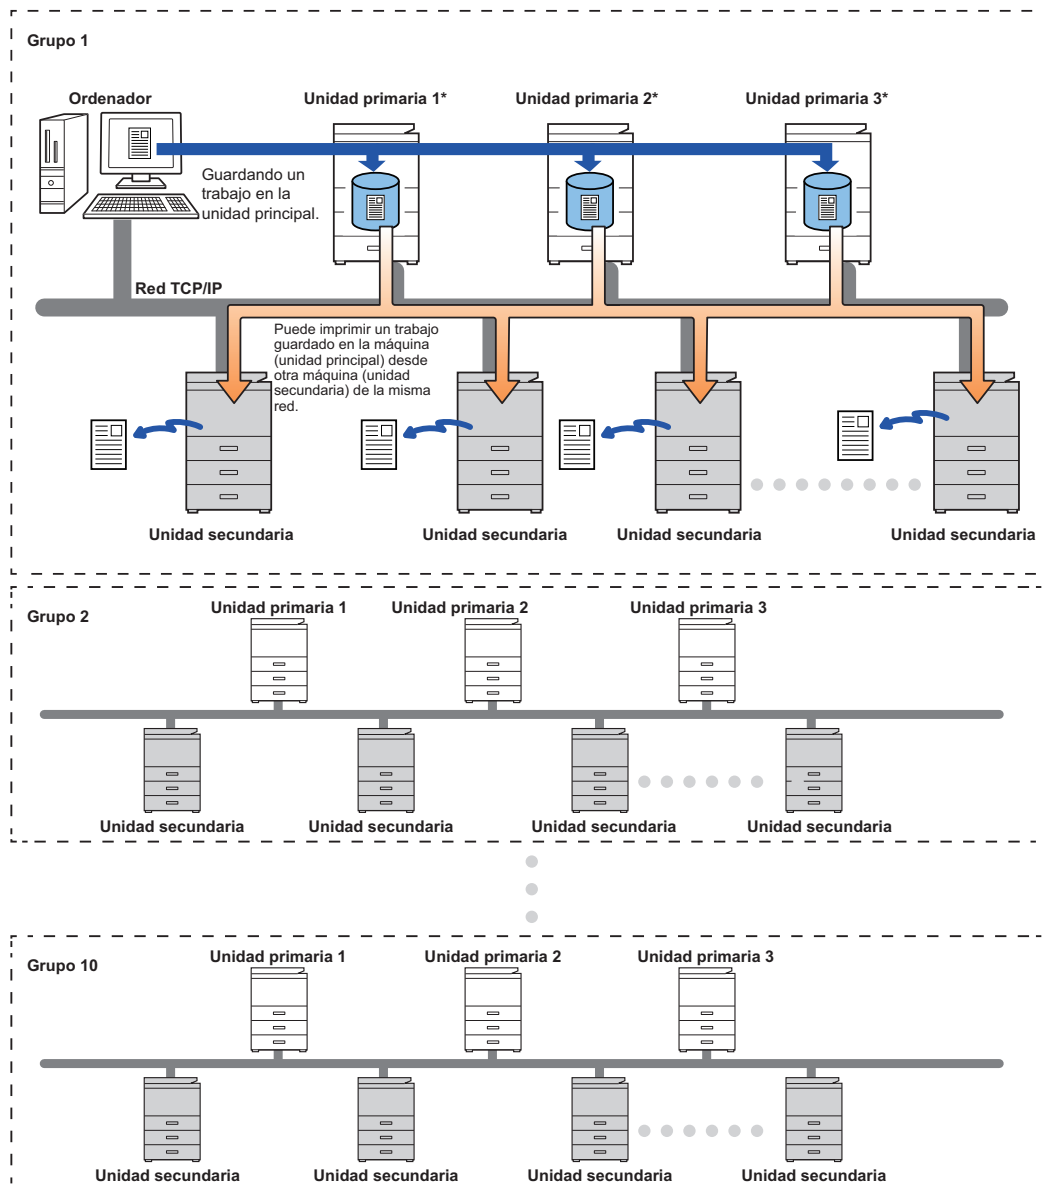 Grupo 1
Ordenador
Unidad primaria 1*
Unidad primaria 2*
Unidad primaria 3*
Guardando un
trabajo en la
unidad principal.
Red TCP/IP
Puede imprimir un trabajo
guardado en la máquina
(unidad principal) desde
otra máquina (unidad
secundaria) de la misma
red.
Unidad secundaria
Unidad secundaria
Unidad secundaria
Unidad secundaria
Grupo 2
Unidad primaria 1
Unidad primaria 2
Unidad primaria 3
Unidad secundaria
Unidad secundaria
Unidad secundaria
Unidad secundaria
Grupo 10
Unidad primaria 1
Unidad primaria 2
Unidad primaria 3
Unidad secundaria
Unidad secundaria
Unidad secundaria
Unidad secundaria